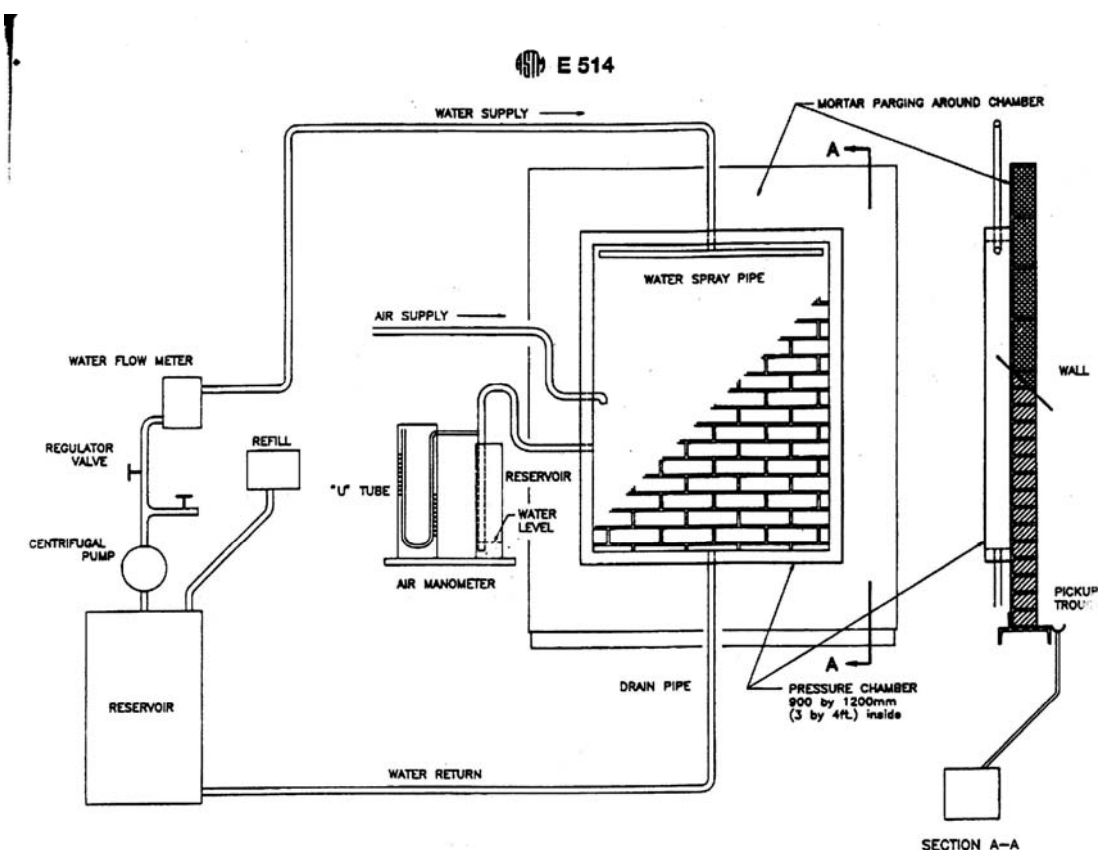 ASTM E 514
WATER SUPPLY
MORTAR PARGING AROUND CHAMBER
A
WATER SPRAY PIPE
AIR SUPPLY
WATER FLOW METER
WALL
REGULATOR
VALVE
REFILL
"U" TUBE
RESERVOIR
WATER
LEVEL
CENTRIFUGAL
PUMP
AIR MANOMETER
PICKUP
TROUGH
A
DRAIN PIPE
PRESSURE CHAMBER
900 by 1200mm
(3 by 4ft.) inside
RESERVOIR
WATER RETURN
SECTION A-A